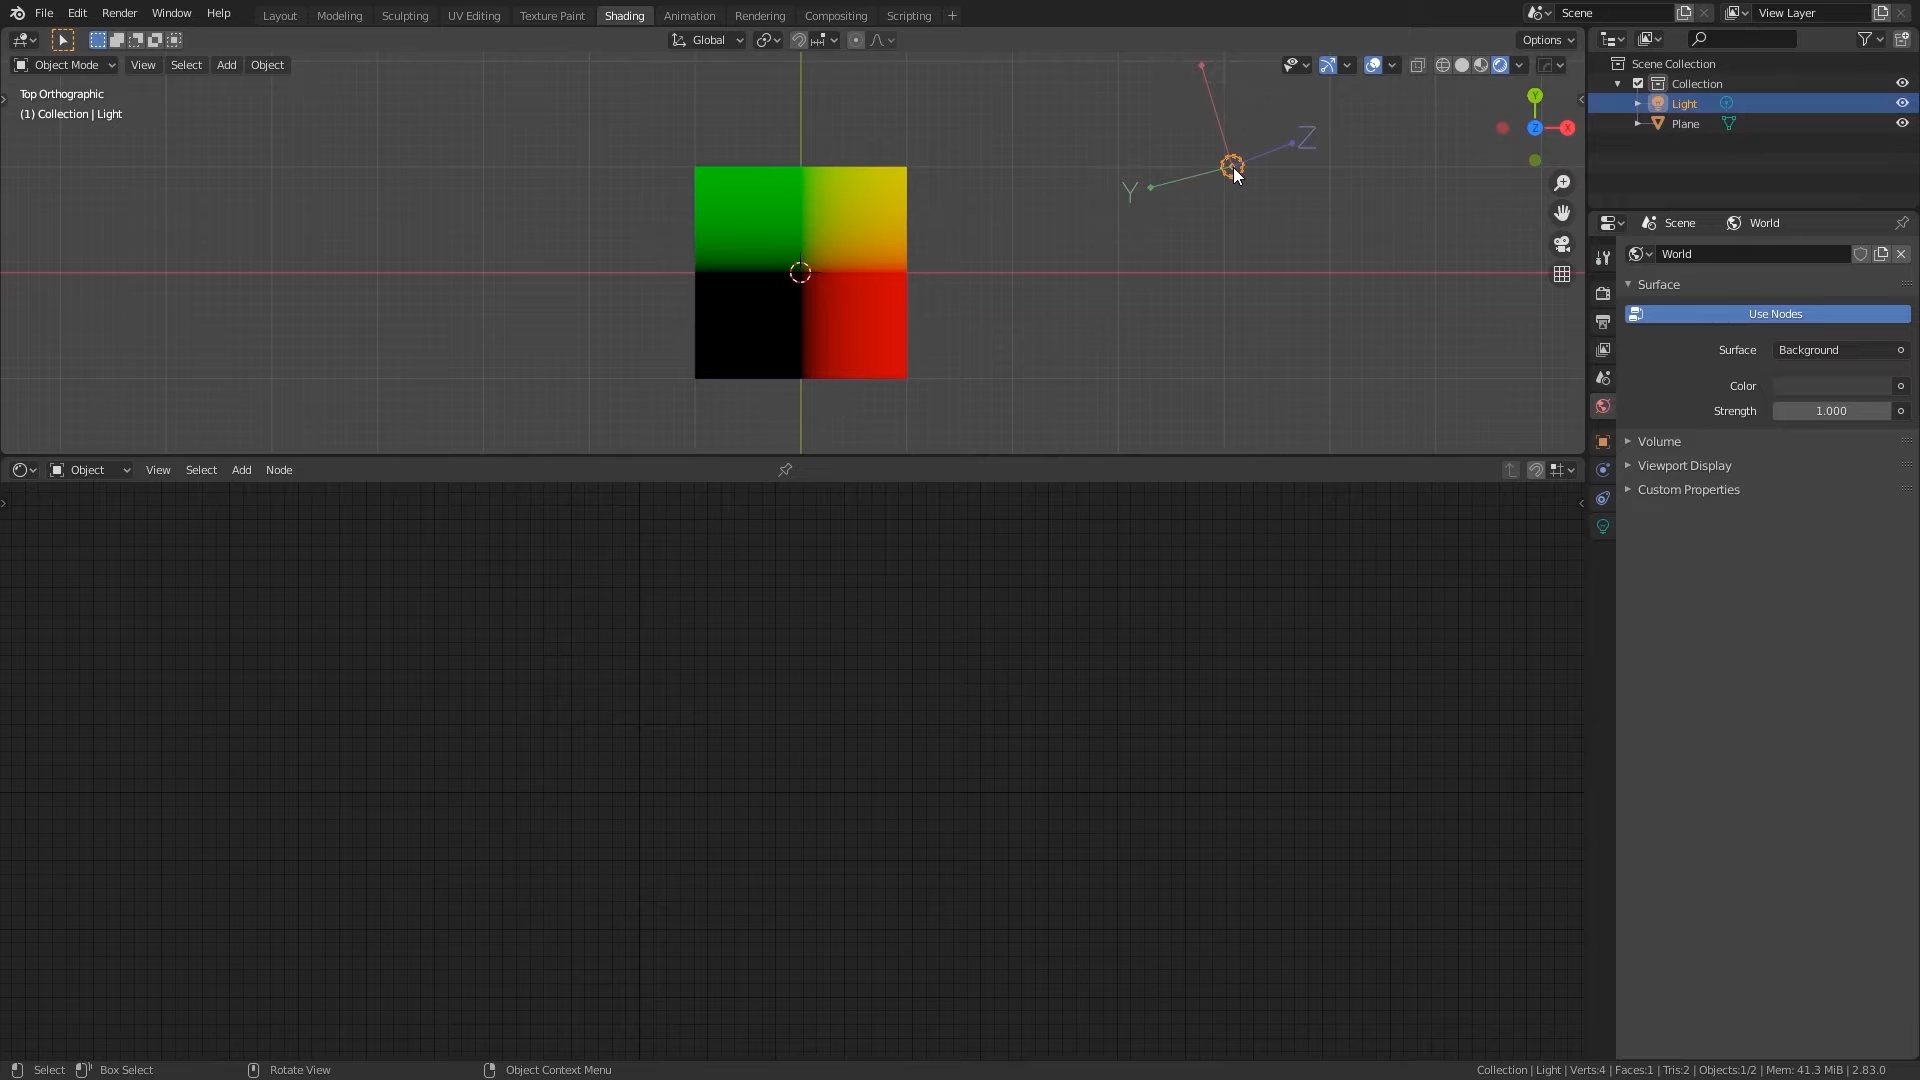 File Edit Render Window Help Layout Modeling Sculpting UV Editing Texture Paint Shading Animation Rendering Compositing Scripting + Scene View Layer
Global Options
Object Mode View Select Add Object
Top Orthographic
(1) Collection | Light
Y
Z
Y
Z
X
Scene Collection
Collection
Light
Plane
Scene World
World
Surface
Use Nodes
Surface Background
Color
Strength 1.000
Volume
Viewport Display
Custom Properties
Object View Select Add Node
Select Box Select Rotate View Object Context Menu Collection | Light | Verts:4 | Faces:1 | Tris:2 | Objects:1/2 | Mem: 41.3 MiB | 2.83.0